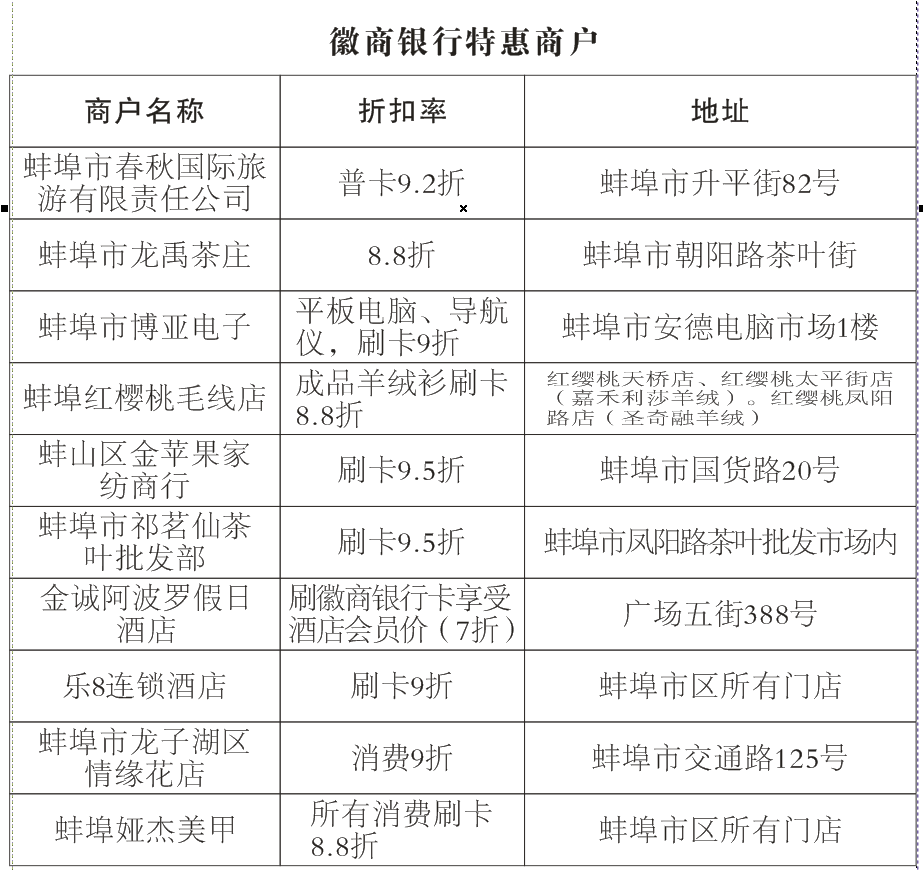 徽商银行特惠商户
商户名称
折扣率
地址
蚌埠市春秋国际旅
游有限责任公司
普卡9.2折
蚌埠市升平街82号
蚌埠市龙禹茶庄
8.8折
蚌埠市朝阳路茶叶街
蚌埠市博亚电子
平板电脑、导航
仪，刷卡9折
蚌埠市安德电脑市场1楼
蚌埠红樱桃毛线店
成品羊绒衫刷卡
8.8折
红缨桃天桥店、红缨桃太平街店
（嘉禾利莎羊绒）。红缨桃凤阳
路店（圣奇融羊绒）
蚌山区金苹果家
纺商行
刷卡9.5折
蚌埠市国货路20号
蚌埠市祁茗仙茶
叶批发部
刷卡9.5折
蚌埠市凤阳路茶叶批发市场内
金诚阿波罗假日
酒店
刷徽商银行卡享受
酒店会员价（7折）
广场五街388号
乐8连锁酒店
刷卡9折
蚌埠市区所有门店
蚌埠市龙子湖区
情缘花店
消费9折
蚌埠市交通路125号
蚌埠娅杰美甲
所有消费刷卡
8.8折
蚌埠市区所有门店